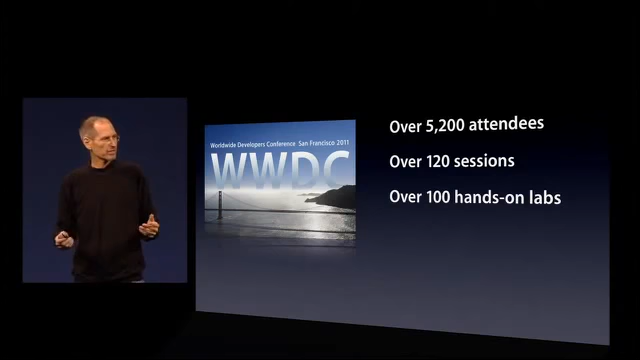 Worldwide Developers Conference San Francisco 2011
WWDC
Over 5,200 attendees
Over 120 sessions
Over 100 hands-on labs